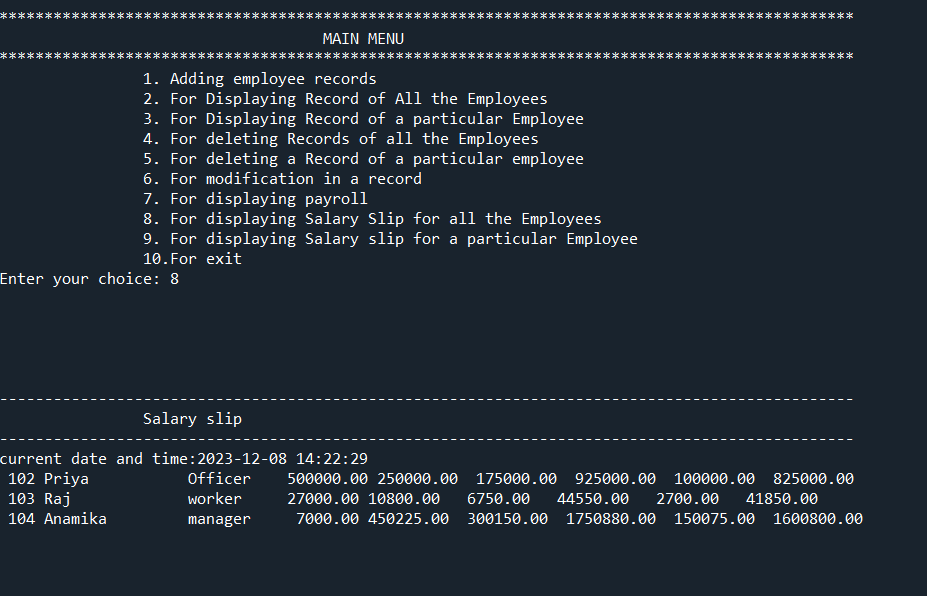 ***********************************************************************************************
MAIN MENU
***********************************************************************************************
1. Adding employee records
2. For Displaying Record of All the Employees
3. For Displaying Record of a particular Employee
4. For deleting Records of all the Employees
5. For deleting a Record of a particular employee
6. For modification in a record
7. For displaying payroll
8. For displaying Salary Slip for all the Employees
9. For displaying Salary slip for a particular Employee
10.For exit
Enter your choice: 8
-----------------------------------------------------------------------------------------------
Salary slip
-----------------------------------------------------------------------------------------------
current date and time:2023-12-08 14:22:29
102 Priya Officer 500000.00 250000.00 175000.00 925000.00 100000.00 825000.00
103 Raj worker 27000.00 10800.00 6750.00 44550.00 2700.00 41850.00
104 Anamika manager 7000.00 450225.00 300150.00 1750880.00 150075.00 1600800.00